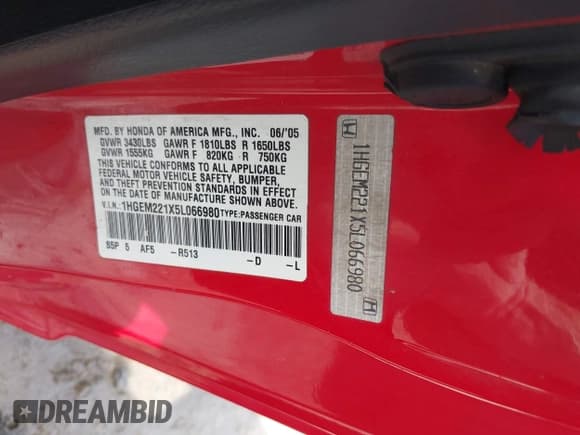 MFD. BY HONDA OF AMERICA MFG., INC. 06/'05
GVWR 3430LBS GAWR F 1810LBS R 1650LBS
GVWR 1555KG GAWR F 820KG R 750KG
THIS VEHICLE CONFORMS TO ALL APPLICABLE
FEDERAL MOTOR VEHICLE SAFETY, BUMPER,
AND THEFT PREVENTION STANDARDS IN EFFECT
ON THE DATE OF MANUFACTURE SHOWN ABOVE.
V.I.N.:1HGEM221X5L066980 TYPE:PASSENGER CAR
S5P 5 AF5 -R513 -D -L
1HGEM221X5L066980
DREAMBID